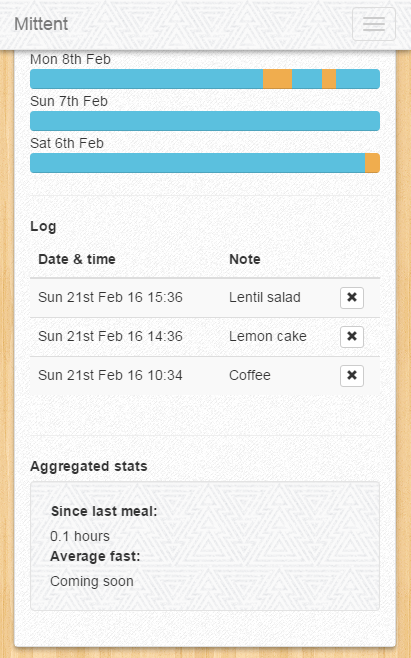 Mittent
Mon 8th Feb
Sun 7th Feb
Sat 6th Feb
Log
Date & time Note
Sun 21st Feb 16 15:36 Lentil salad
Sun 21st Feb 16 14:36 Lemon cake
Sun 21st Feb 16 10:34 Coffee
Aggregated stats
Since last meal:
0.1 hours
Average fast:
Coming soon